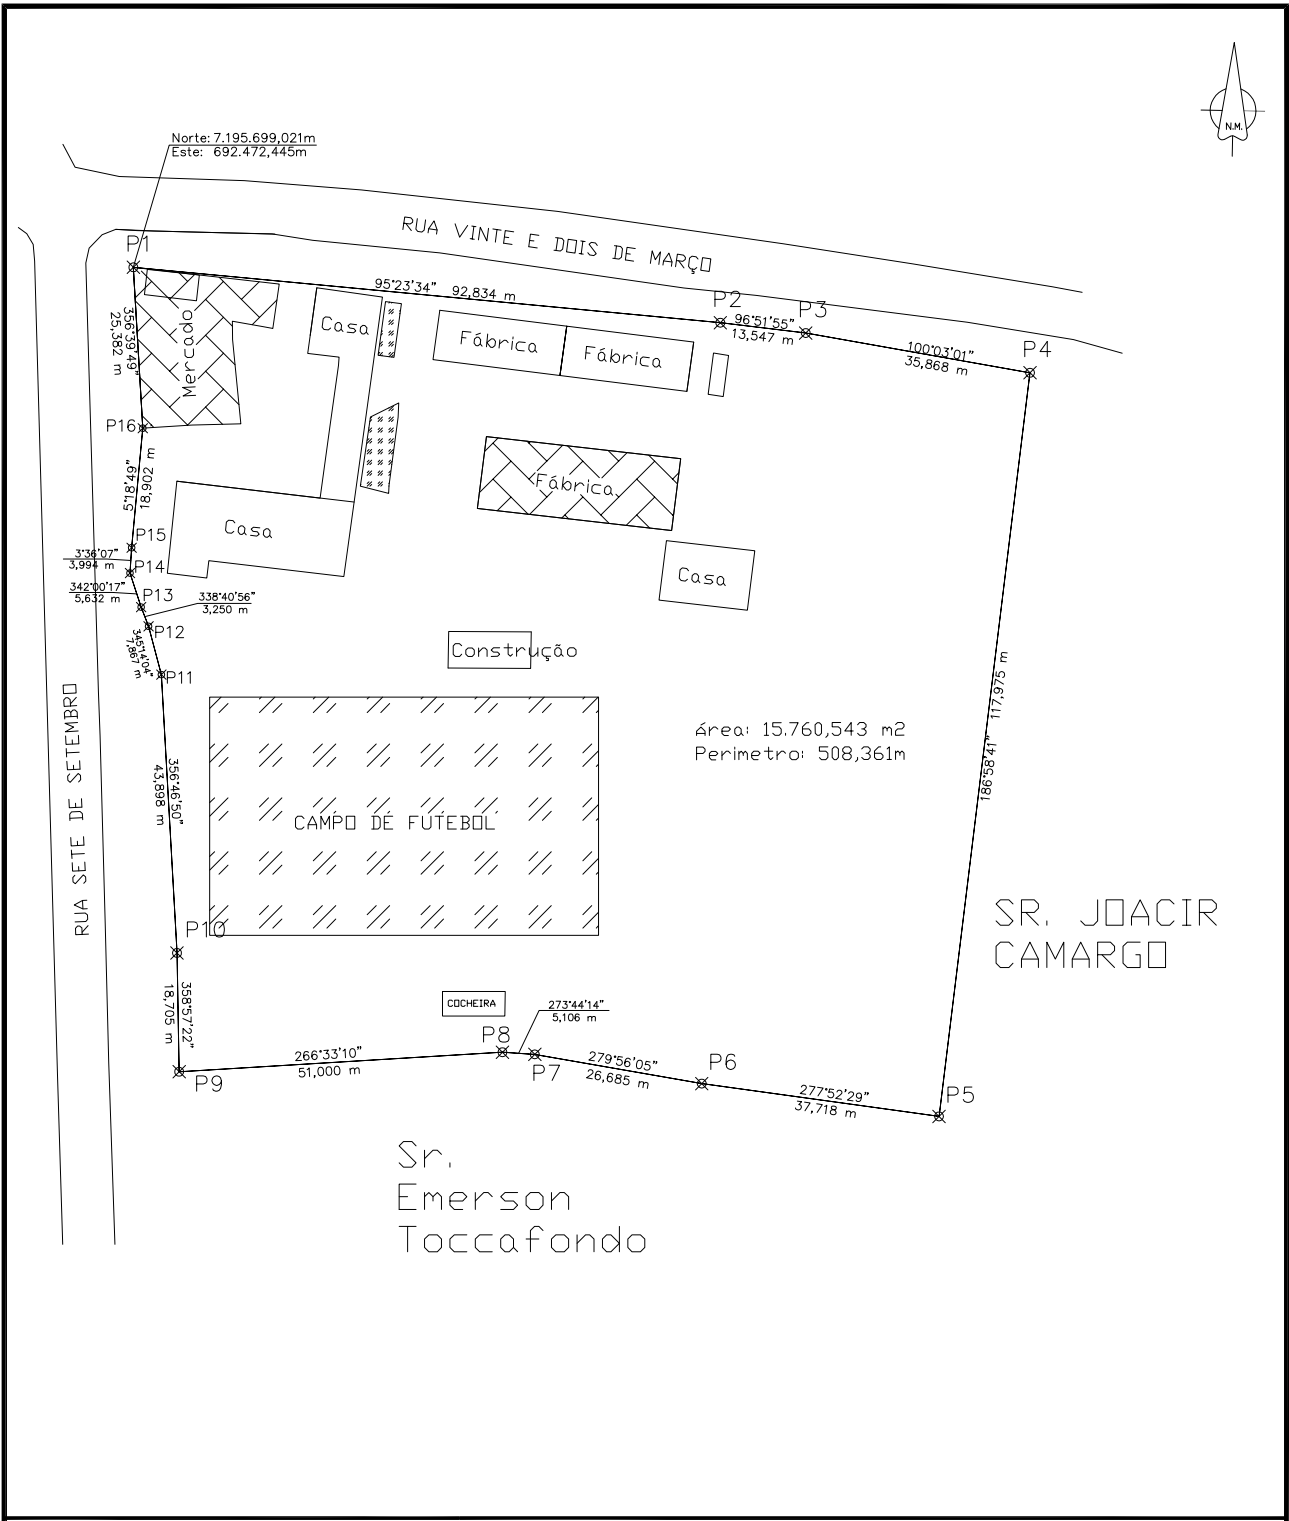 N.M.
Norte: 7.195.699,021m
Este: 692.472,445m
RUA VINTE E DOIS DE MARÇO
P1
95°23'34" 92,834 m
P2
96°51'55"
13,547 m
P3
100°03'01"
35,868 m
P4
356°39'49"
25,382 m
Mercado
Casa
Fábrica
Fábrica
P16
5°18'49"
18,902 m
Fábrica
Casa
P15
3°36'07"
3,994 m
P14
342°00'17"
5,632 m
P13
338°40'56"
3,250 m
P12
345°14'04"
7,867 m
P11
Casa
Construção
186°58'41" 117,975 m
área: 15.760,543 m2
Perimetro: 508,361m
RUA SETE DE SETEMBRO
356°46'50"
43,898 m
CAMPO DE FUTEBOL
P10
SR. JOACIR
CAMARGO
358°57'22"
18,705 m
COCHEIRA
273°44'14"
5,106 m
P8
266°33'10"
51,000 m
P9
P7
279°56'05"
26,685 m
P6
277°52'29"
37,718 m
P5
Sr.
Emerson
Toccafondo